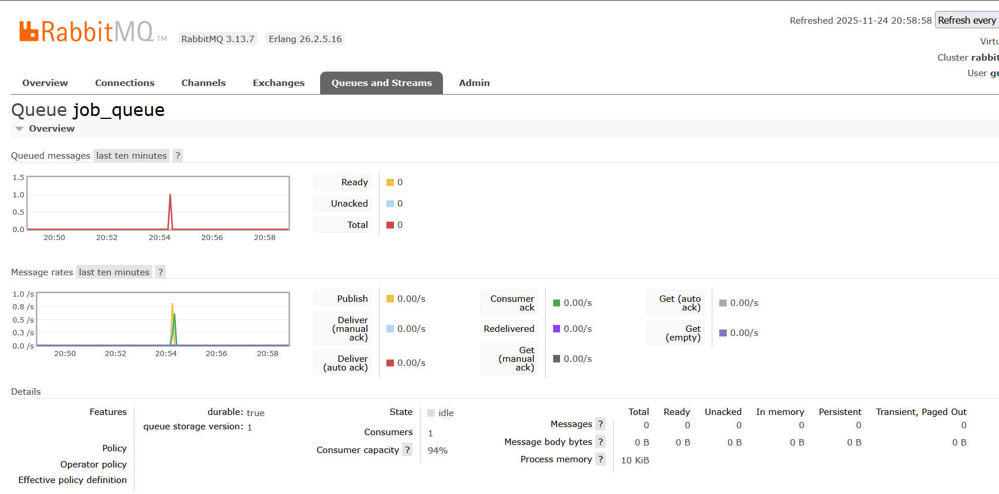 Refreshed 2025-11-24 20:58:58 Refresh every
RabbitMQ TM RabbitMQ 3.13.7 Erlang 26.2.5.16
Virtu
Cluster rabbit
User gu
Overview Connections Channels Exchanges Queues and Streams Admin
Queue job_queue
Overview
Queued messages last ten minutes ?
1.5
1.0
0.5
0.0
20:50 20:52 20:54 20:56 20:58
Ready 0
Unacked 0
Total 0
Message rates last ten minutes ?
1.0 /s
0.8 /s
0.5 /s
0.3 /s
0.0 /s
20:50 20:52 20:54 20:56 20:58
Publish 0.00/s
Deliver
(manual
ack) 0.00/s
Deliver
(auto ack) 0.00/s
Consumer
ack 0.00/s
Redelivered 0.00/s
Get
(manual
ack) 0.00/s
Get (auto
ack) 0.00/s
Get
(empty) 0.00/s
Details
Features durable: true
queue storage version: 1
Policy
Operator policy
Effective policy definition
State idle
Consumers 1
Consumer capacity ? 94%
Total Ready Unacked In memory Persistent Transient, Paged Out
Messages ? 0 0 0 0 0 0
Message body bytes ? 0 B 0 B 0 B 0 B 0 B 0 B
Process memory ? 10 KiB